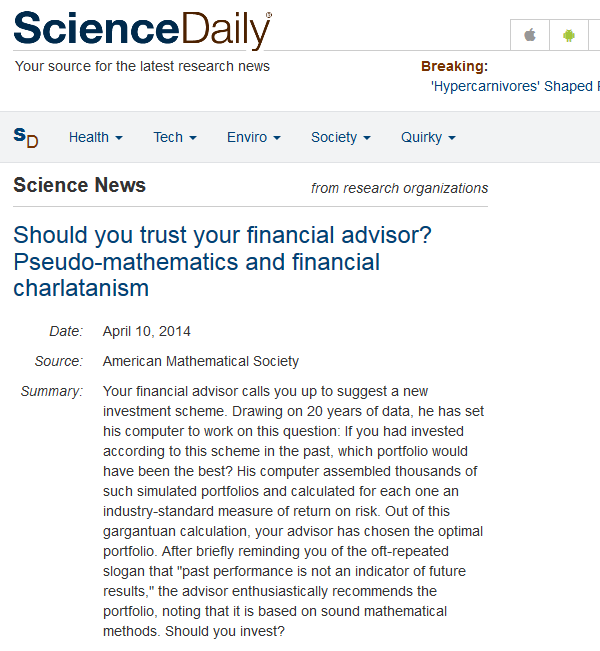 ScienceDaily®
Your source for the latest research news
Breaking:
'Hypercarnivores' Shaped
SD
Health
Tech
Enviro
Society
Quirky
Science News
from research organizations
Should you trust your financial advisor?
Pseudo-mathematics and financial
charlatanism
Date: April 10, 2014
Source: American Mathematical Society
Summary: Your financial advisor calls you up to suggest a new
investment scheme. Drawing on 20 years of data, he has set
his computer to work on this question: If you had invested
according to this scheme in the past, which portfolio would
have been the best? His computer assembled thousands of
such simulated portfolios and calculated for each one an
industry-standard measure of return on risk. Out of this
gargantuan calculation, your advisor has chosen the optimal
portfolio. After briefly reminding you of the oft-repeated
slogan that "past performance is not an indicator of future
results," the advisor enthusiastically recommends the
portfolio, noting that it is based on sound mathematical
methods. Should you invest?